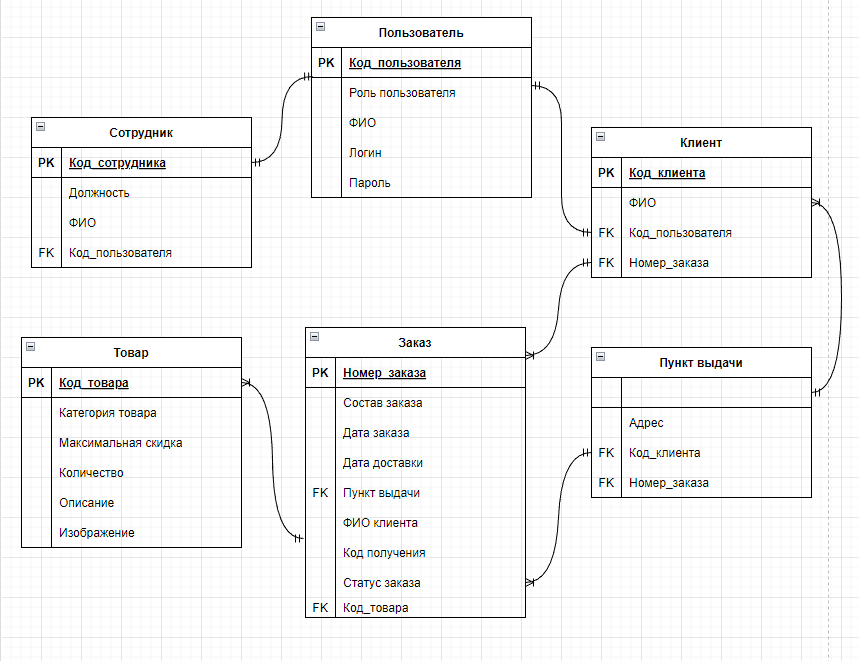 Пользователь
PK Код_пользователя
Роль пользователя
ФИО
Логин
Пароль
Сотрудник
PK Код_сотрудника
Должность
ФИО
FK Код_пользователя
Клиент
PK Код_клиента
ФИО
FK Код_пользователя
FK Номер_заказа
Товар
PK Код_товара
Категория товара
Максимальная скидка
Количество
Описание
Изображение
Заказ
PK Номер_заказа
Состав заказа
Дата заказа
Дата доставки
FK Пункт выдачи
ФИО клиента
Код получения
Статус заказа
FK Код_товара
Пункт выдачи
Адрес
FK Код_клиента
FK Номер_заказа